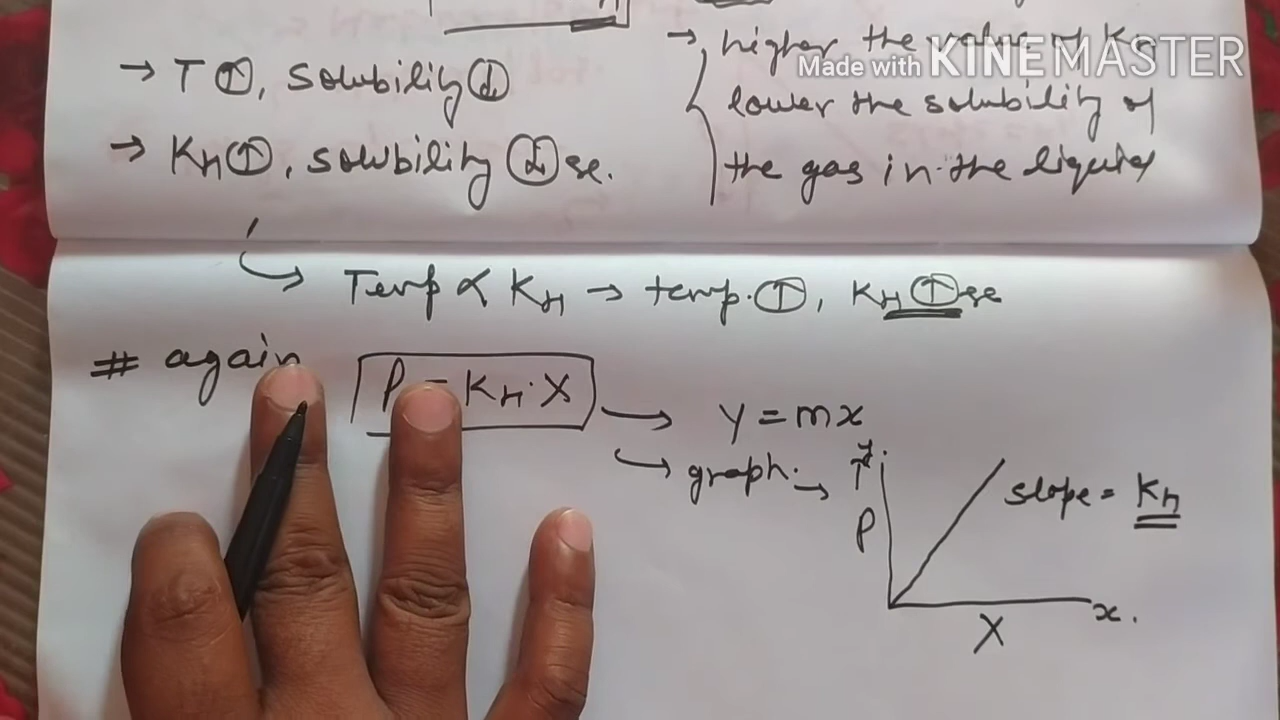 → T ↑, Solubility ↓
→ KH ↑, solubility ↓se.
→ higher the value of KH
lower the solubility of
the gas in the liquid
Made with KINEMASTER
Temp ∝ KH → temp. ↑, KH ↑se
# again P = KH·X
→ y = mx
→ graph. →
y
P
slope = KH
X
x.